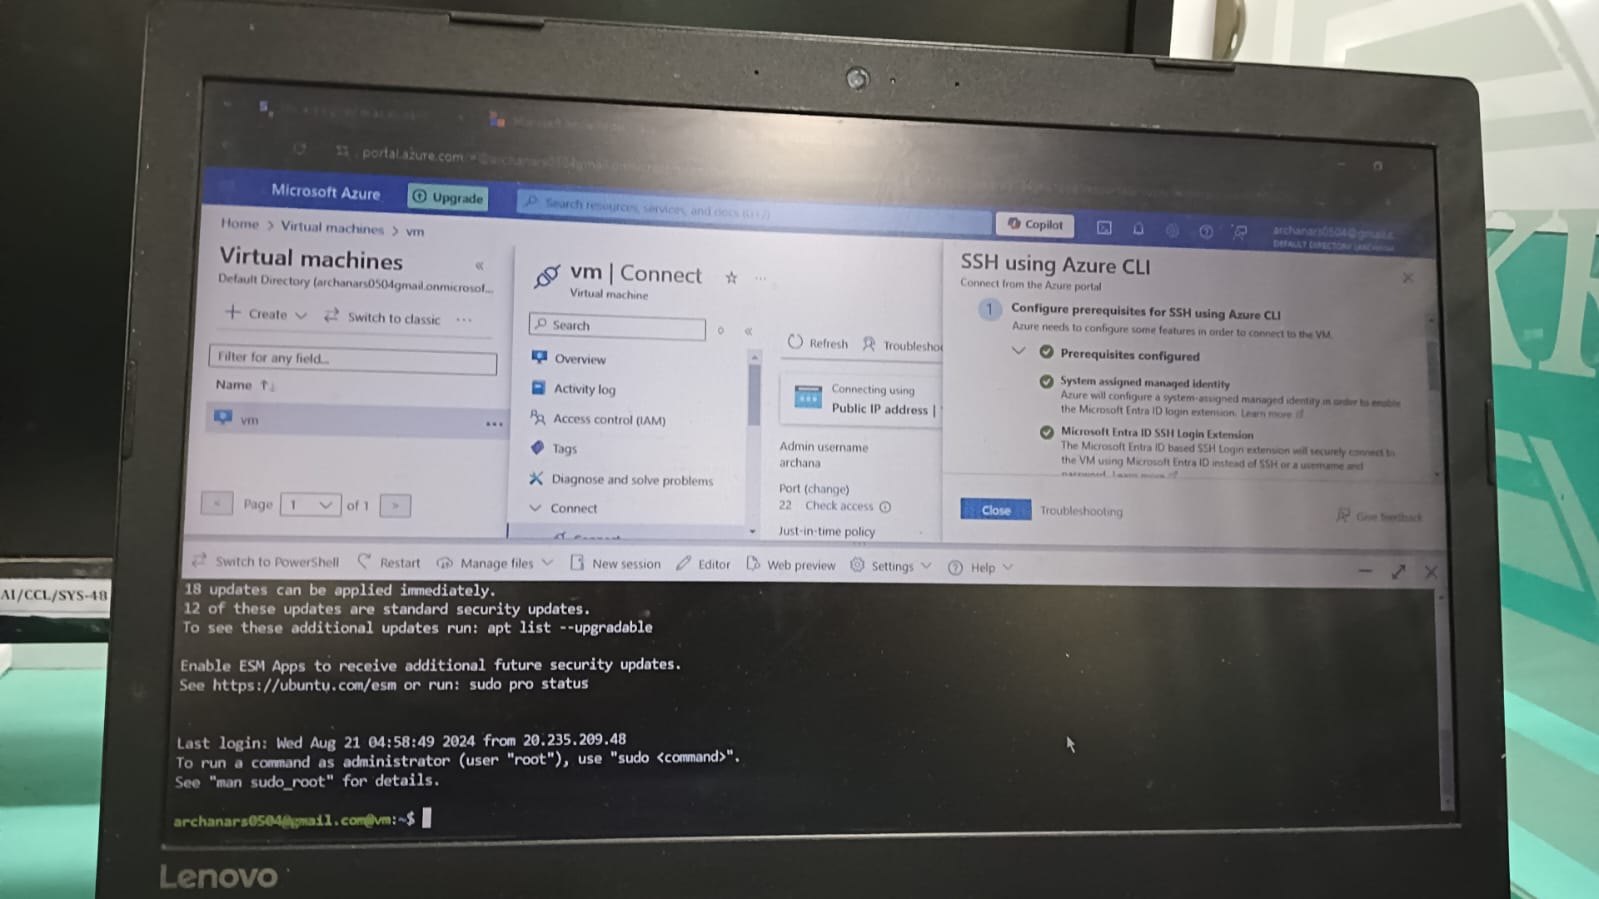 portal.azure.com
Microsoft Azure
Upgrade
Search resources, services, and docs (G+/)
Copilot
archanars0504@gmail.c...
Home > Virtual machines > vm
Virtual machines
Default Directory (archanars0504gmail.onmicrosof...
Create
Switch to classic
Filter for any field...
Name
vm
Page 1 of 1
vm | Connect
Virtual machine
Search
Overview
Activity log
Access control (IAM)
Tags
Diagnose and solve problems
Connect
Refresh
Troublesho
Connecting using
Public IP address |
Admin username
archana
Port (change)
22 Check access
Just-in-time policy
SSH using Azure CLI
Connect from the Azure portal
1 Configure prerequisites for SSH using Azure CLI
Azure needs to configure some features in order to connect to the VM.
Prerequisites configured
System assigned managed identity
Azure will configure a system-assigned managed identity in order to enable
the Microsoft Entra ID login extension. Learn more
Microsoft Entra ID SSH Login Extension
The Microsoft Entra ID based SSH Login extension will securely connect to
the VM using Microsoft Entra ID instead of SSH or a username and
password. Learn more
Close
Troubleshooting
Give feedback
Switch to PowerShell Restart Manage files New session Editor Web preview Settings Help
18 updates can be applied immediately.
12 of these updates are standard security updates.
To see these additional updates run: apt list --upgradable
Enable ESM Apps to receive additional future security updates.
See https://ubuntu.com/esm or run: sudo pro status
Last login: Wed Aug 21 04:58:49 2024 from 20.235.209.48
To run a command as administrator (user "root"), use "sudo <command>".
See "man sudo_root" for details.
archanars0504@gmail.com@vm:~$
AI/CCL/SYS-48
Lenovo